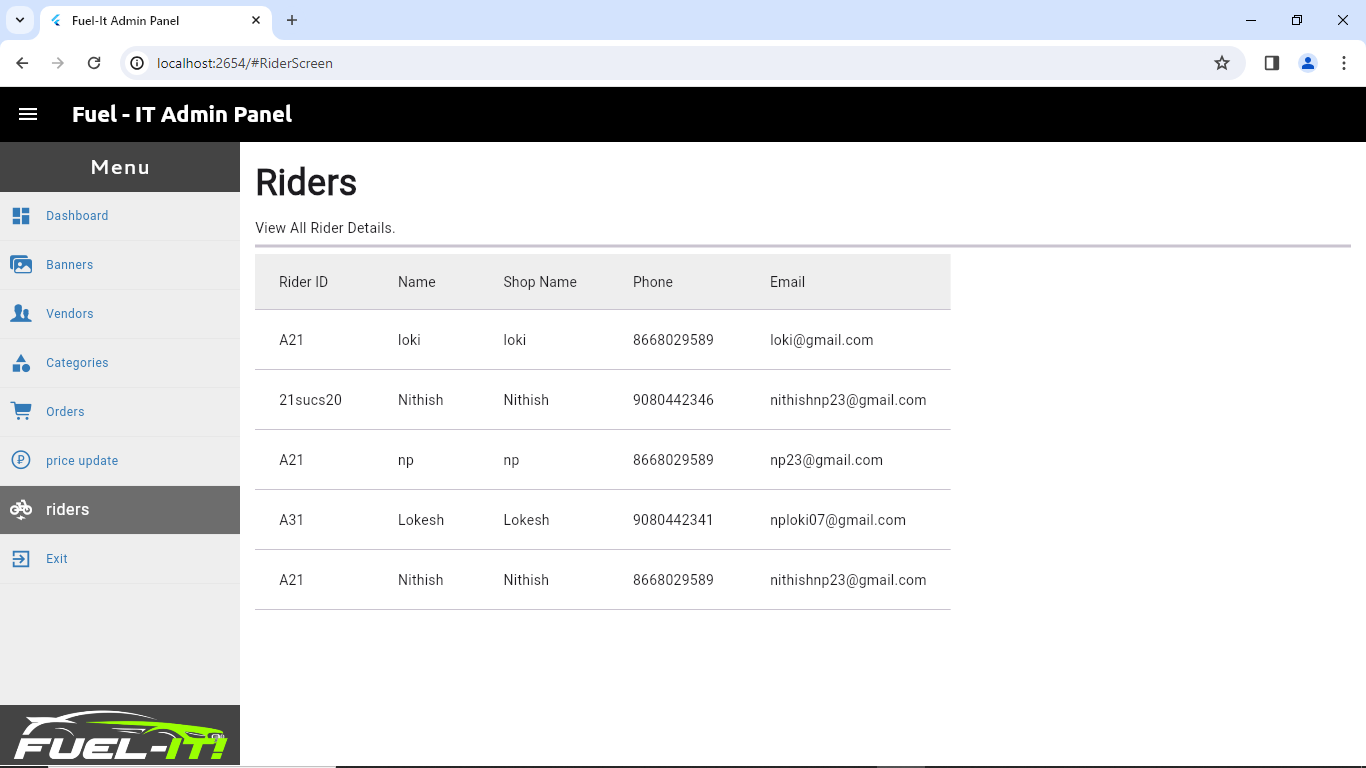 Fuel-It Admin Panel
localhost:2654/#RiderScreen
Fuel - IT Admin Panel
Menu
Dashboard
Banners
Vendors
Categories
Orders
price update
riders
Exit
FUEL-IT!
Riders
View All Rider Details.
Rider ID Name Shop Name Phone Email
A21 loki loki 8668029589 loki@gmail.com
21sucs20 Nithish Nithish 9080442346 nithishnp23@gmail.com
A21 np np 8668029589 np23@gmail.com
A31 Lokesh Lokesh 9080442341 nploki07@gmail.com
A21 Nithish Nithish 8668029589 nithishnp23@gmail.com